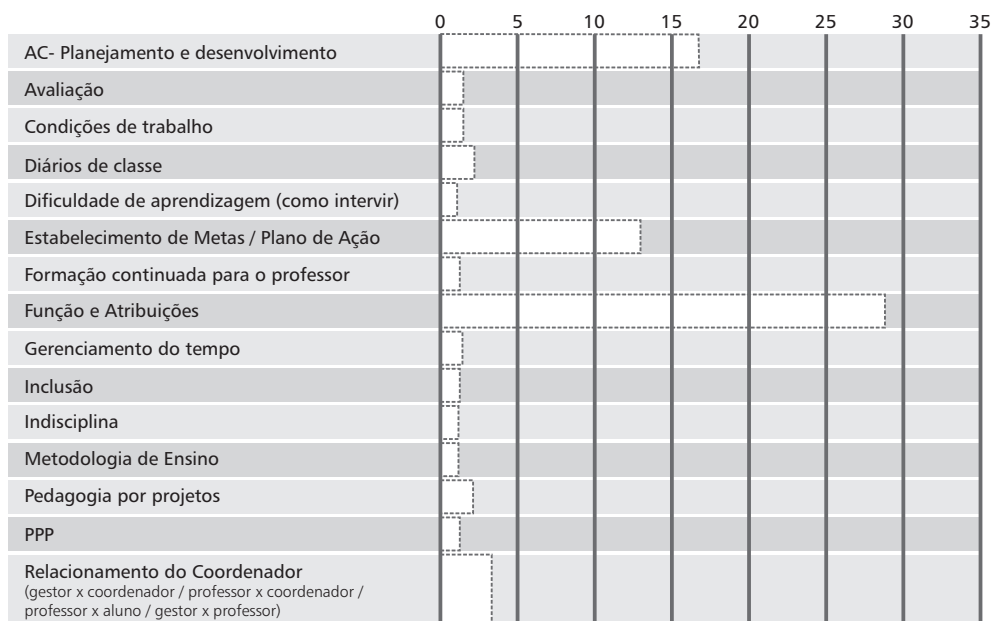 0 5 10 15 20 25 30 35
AC- Planejamento e desenvolvimento
Avaliação
Condições de trabalho
Diários de classe
Dificuldade de aprendizagem (como intervir)
Estabelecimento de Metas / Plano de Ação
Formação continuada para o professor
Função e Atribuições
Gerenciamento do tempo
Inclusão
Indisciplina
Metodologia de Ensino
Pedagogia por projetos
PPP
Relacionamento do Coordenador
(gestor x coordenador / professor x coordenador /
professor x aluno / gestor x professor)